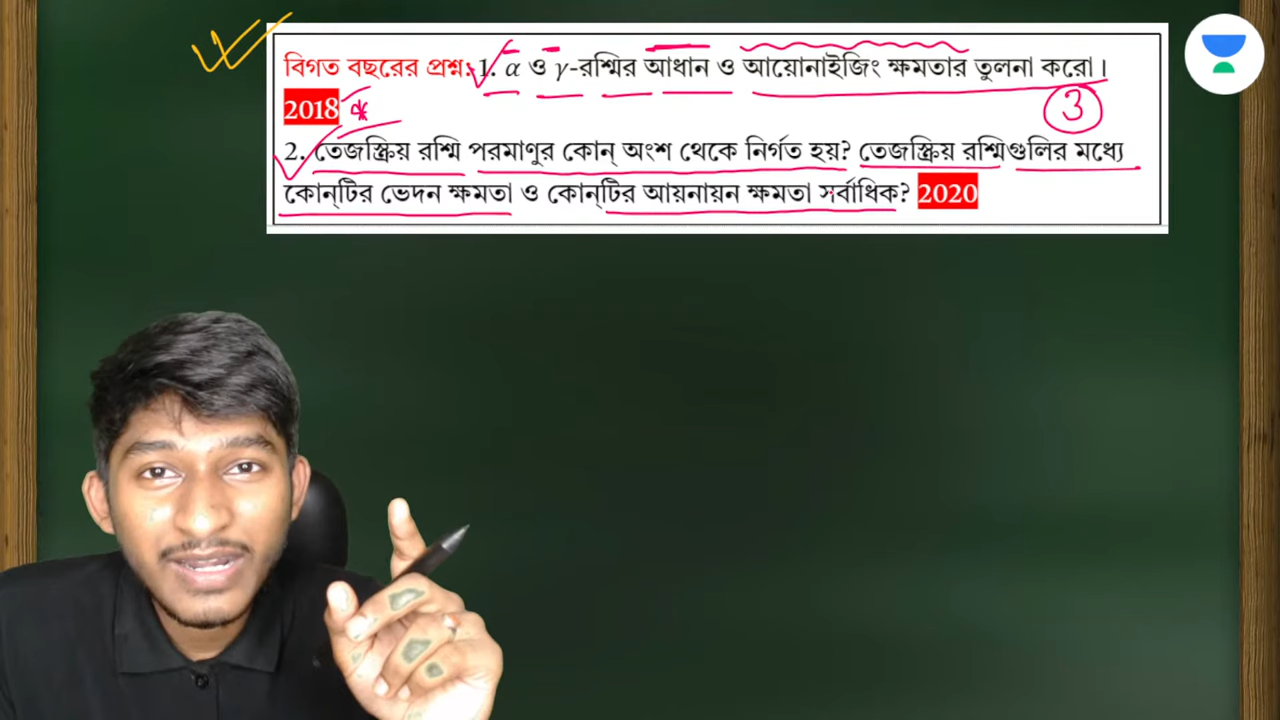 বিগত বছরের প্রশ্ন: 1. α ও γ-রশ্মির আধান ও আয়োনাইজিং ক্ষমতার তুলনা করো।
2018 * 3
2. তেজস্ক্রিয় রশ্মি পরমাণুর কোন্ অংশ থেকে নির্গত হয়? তেজস্ক্রিয় রশ্মিগুলির মধ্যে
কোন্‌টির ভেদন ক্ষমতা ও কোন্‌টির আয়নায়ন ক্ষমতা সর্বাধিক? 2020